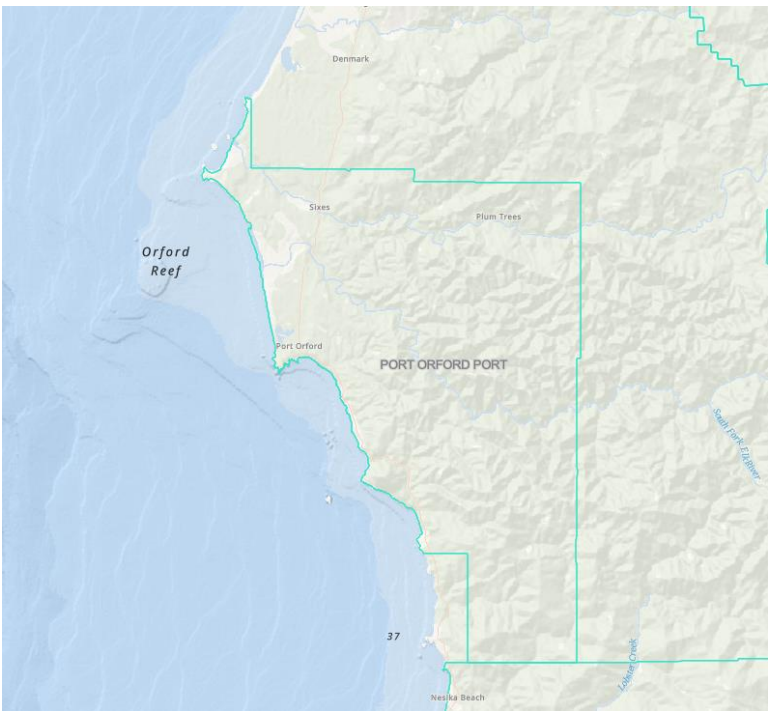 Denmark
Sixes
Plum Trees
Orford
Reef
Port Orford
PORT ORFORD PORT
South Fork Elk River
37
Lobster Creek
Nesika Beach